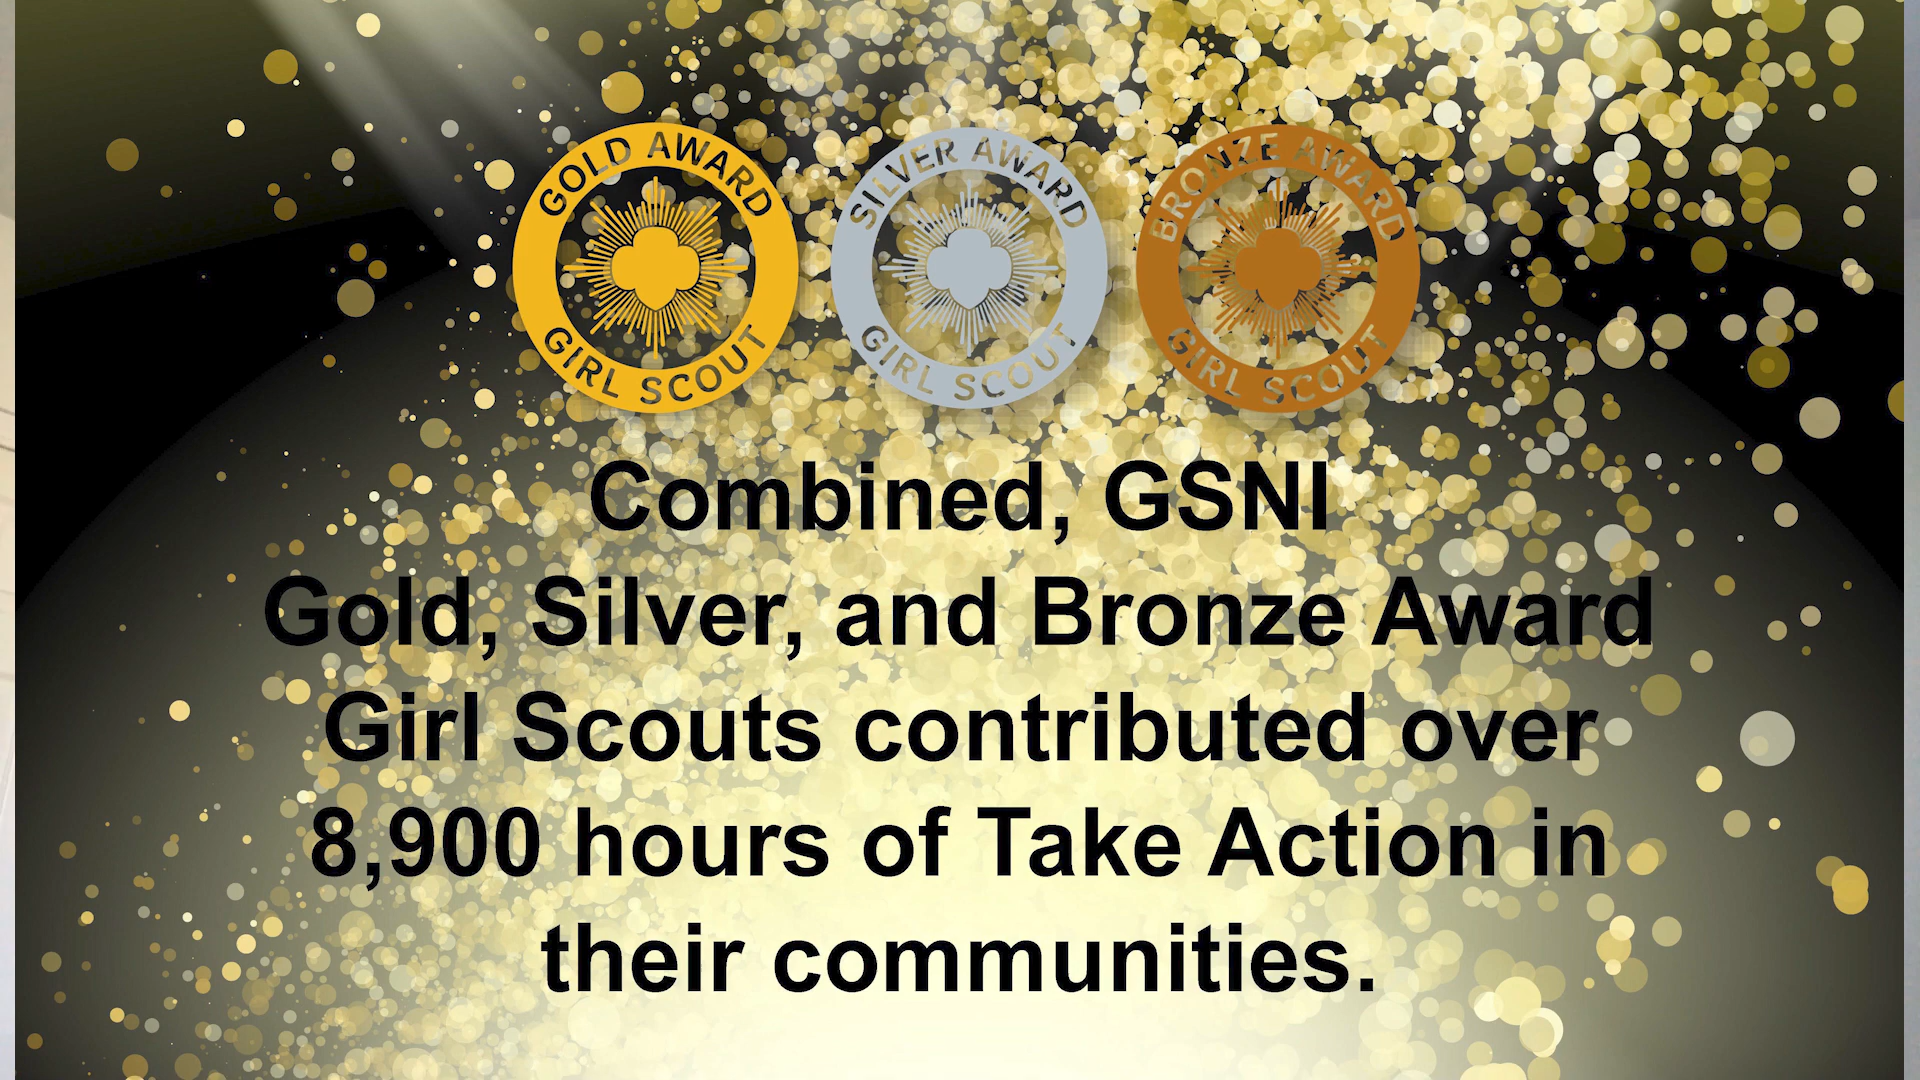 GOLD AWARD
GIRL SCOUT
SILVER AWARD
GIRL SCOUT
BRONZE AWARD
GIRL SCOUT
Combined, GSNI
Gold, Silver, and Bronze Award
Girl Scouts contributed over
8,900 hours of Take Action in
their communities.